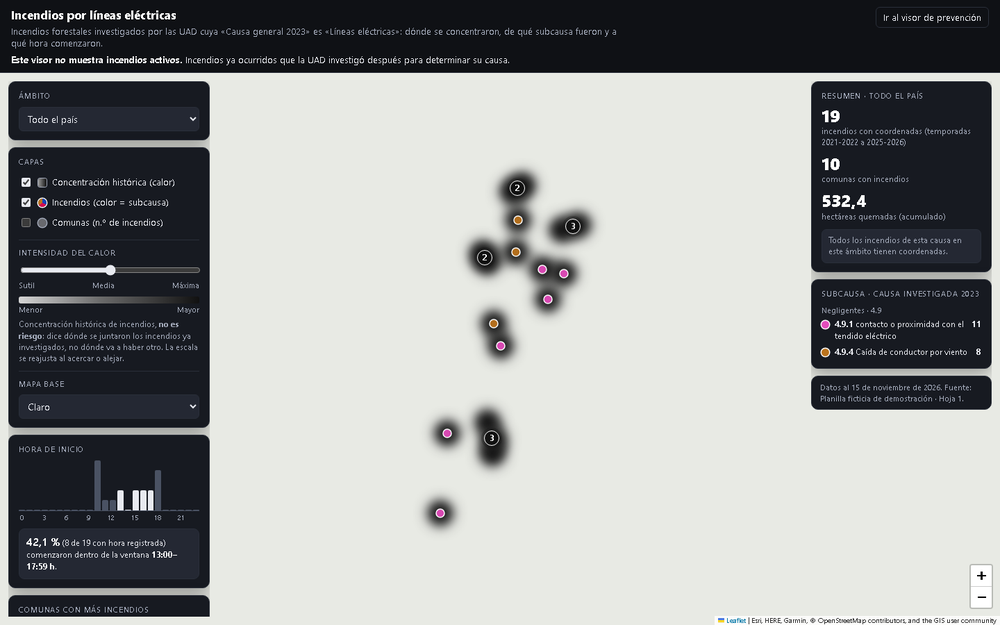 Incendios por líneas eléctricas
Incendios forestales investigados por las UAD cuya «Causa general 2023» es «Líneas eléctricas»: dónde se concentraron, de qué subcausa fueron y a
qué hora comenzaron.
Este visor no muestra incendios activos. Incendios ya ocurridos que la UAD investigó después para determinar su causa.
Ir al visor de prevención
ÁMBITO
Todo el país
CAPAS
Concentración histórica (calor)
Incendios (color = subcausa)
Comunas (n.º de incendios)
INTENSIDAD DEL CALOR
Sutil Media Máxima
Menor Mayor
Concentración histórica de incendios, no es
riesgo: dice dónde se juntaron los incendios ya
investigados, no dónde va a haber otro. La escala
se reajusta al acercar o alejar.
MAPA BASE
Claro
HORA DE INICIO
0 3 6 9 12 15 18 21
42,1 % (8 de 19 con hora registrada)
comenzaron dentro de la ventana 13:00–
17:59 h.
COMUNAS CON MÁS INCENDIOS
2
3
2
3
RESUMEN · TODO EL PAÍS
19
incendios con coordenadas (temporadas
2021-2022 a 2025-2026)
10
comunas con incendios
532,4
hectáreas quemadas (acumulado)
Todos los incendios de esta causa en
este ámbito tienen coordenadas.
SUBCAUSA · CAUSA INVESTIGADA 2023
Negligentes · 4.9
4.9.1 contacto o proximidad con el 11
tendido eléctrico
4.9.4 Caída de conductor por viento 8
Datos al 15 de noviembre de 2026. Fuente:
Planilla ficticia de demostración · Hoja 1.
+
−
Leaflet | Esri, HERE, Garmin, © OpenStreetMap contributors, and the GIS user community